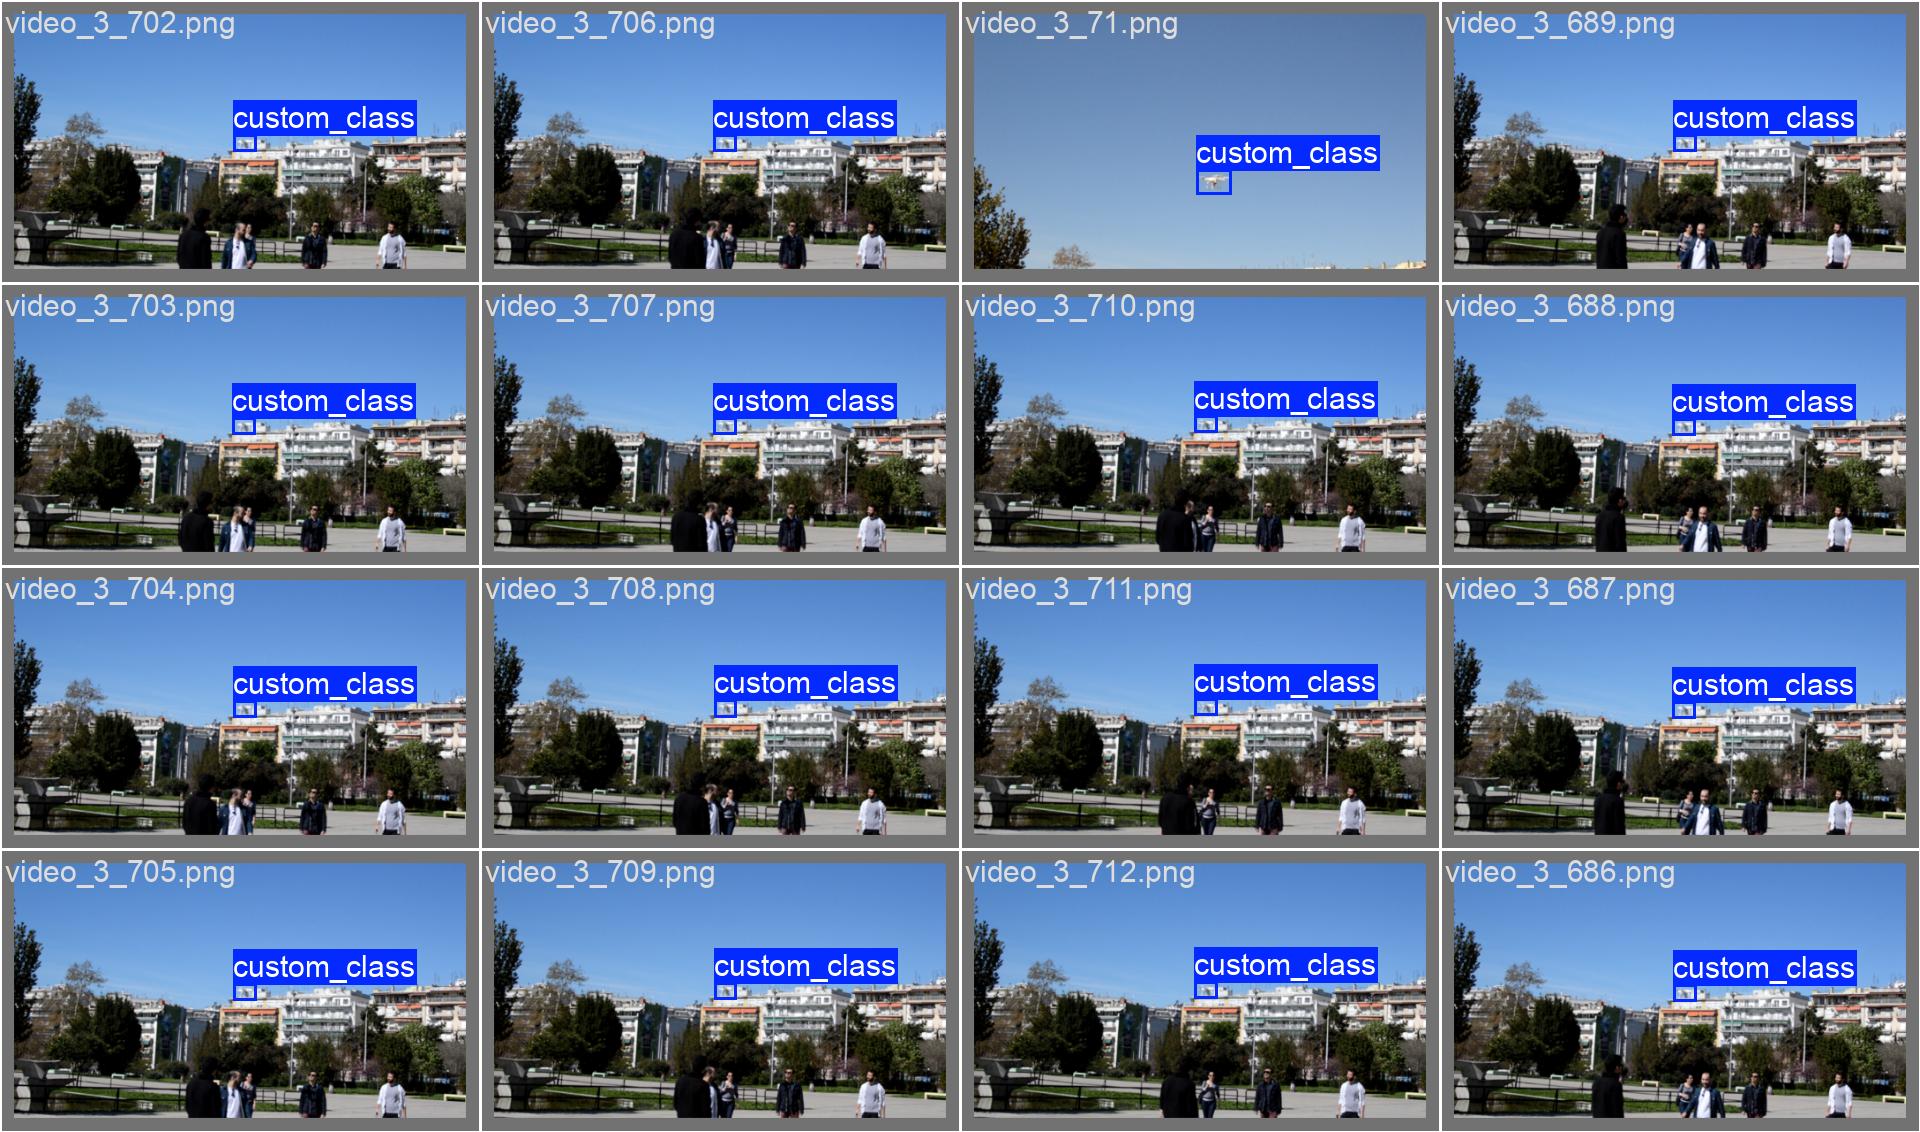 video_3_702.png
custom_class
video_3_706.png
custom_class
video_3_71.png
custom_class
video_3_689.png
custom_class
video_3_703.png
custom_class
video_3_707.png
custom_class
video_3_710.png
custom_class
video_3_688.png
custom_class
video_3_704.png
custom_class
video_3_708.png
custom_class
video_3_711.png
custom_class
video_3_687.png
custom_class
video_3_705.png
custom_class
video_3_709.png
custom_class
video_3_712.png
custom_class
video_3_686.png
custom_class